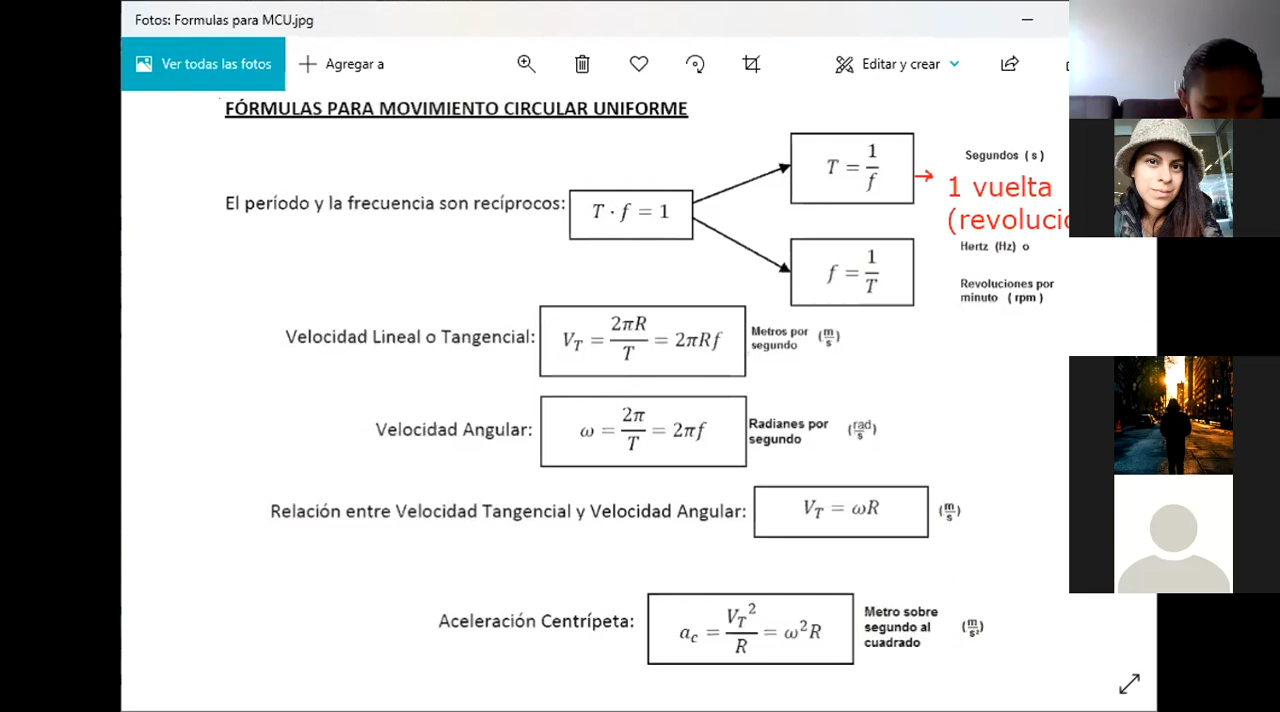 Fotos: Formulas para MCU.jpg
Ver todas las fotos
Agregar a
Editar y crear
FÓRMULAS PARA MOVIMIENTO CIRCULAR UNIFORME
El período y la frecuencia son recíprocos:
T · f = 1
T = 1/f
Segundos ( s )
1 vuelta
(revolucio
f = 1/T
Hertz (Hz) o
Revoluciones por
minuto ( rpm )
Velocidad Lineal o Tangencial:
V_T = 2πR/T = 2πRf
Metros por
segundo
(m/s)
Velocidad Angular:
ω = 2π/T = 2πf
Radianes por
segundo
(rad/s)
Relación entre Velocidad Tangencial y Velocidad Angular:
V_T = ωR
(m/s)
Aceleración Centrípeta:
a_c = V_T²/R = ω²R
Metro sobre
segundo al
cuadrado
(m/s²)